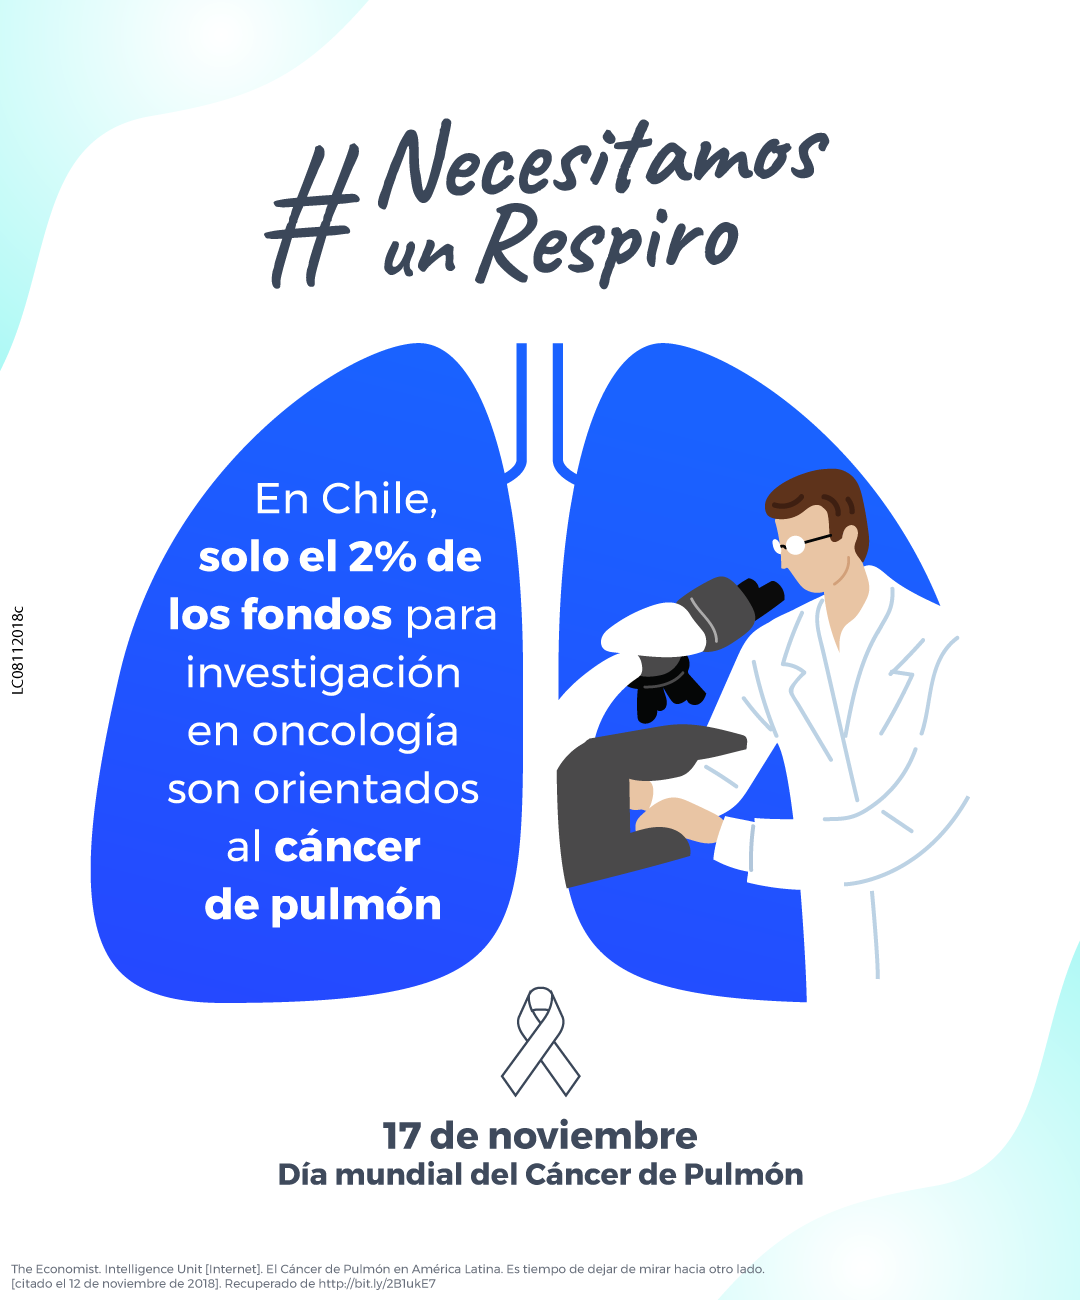 #Necesitamos
un Respiro
En Chile,
solo el 2% de
los fondos para
investigación
en oncología
son orientados
al cáncer
de pulmón
LC08112018c
17 de noviembre
Día mundial del Cáncer de Pulmón
The Economist. Intelligence Unit [Internet]. El Cáncer de Pulmón en América Latina. Es tiempo de dejar de mirar hacia otro lado.
[citado el 12 de noviembre de 2018]. Recuperado de http://bit.ly/2B1ukE7